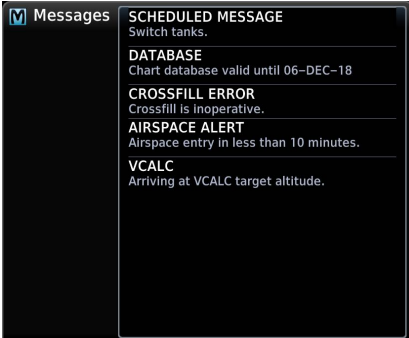 Messages
SCHEDULED MESSAGE
Switch tanks.
DATABASE
Chart database valid until 06-DEC-18
CROSSFILL ERROR
Crossfill is inoperative.
AIRSPACE ALERT
Airspace entry in less than 10 minutes.
VCALC
Arriving at VCALC target altitude.